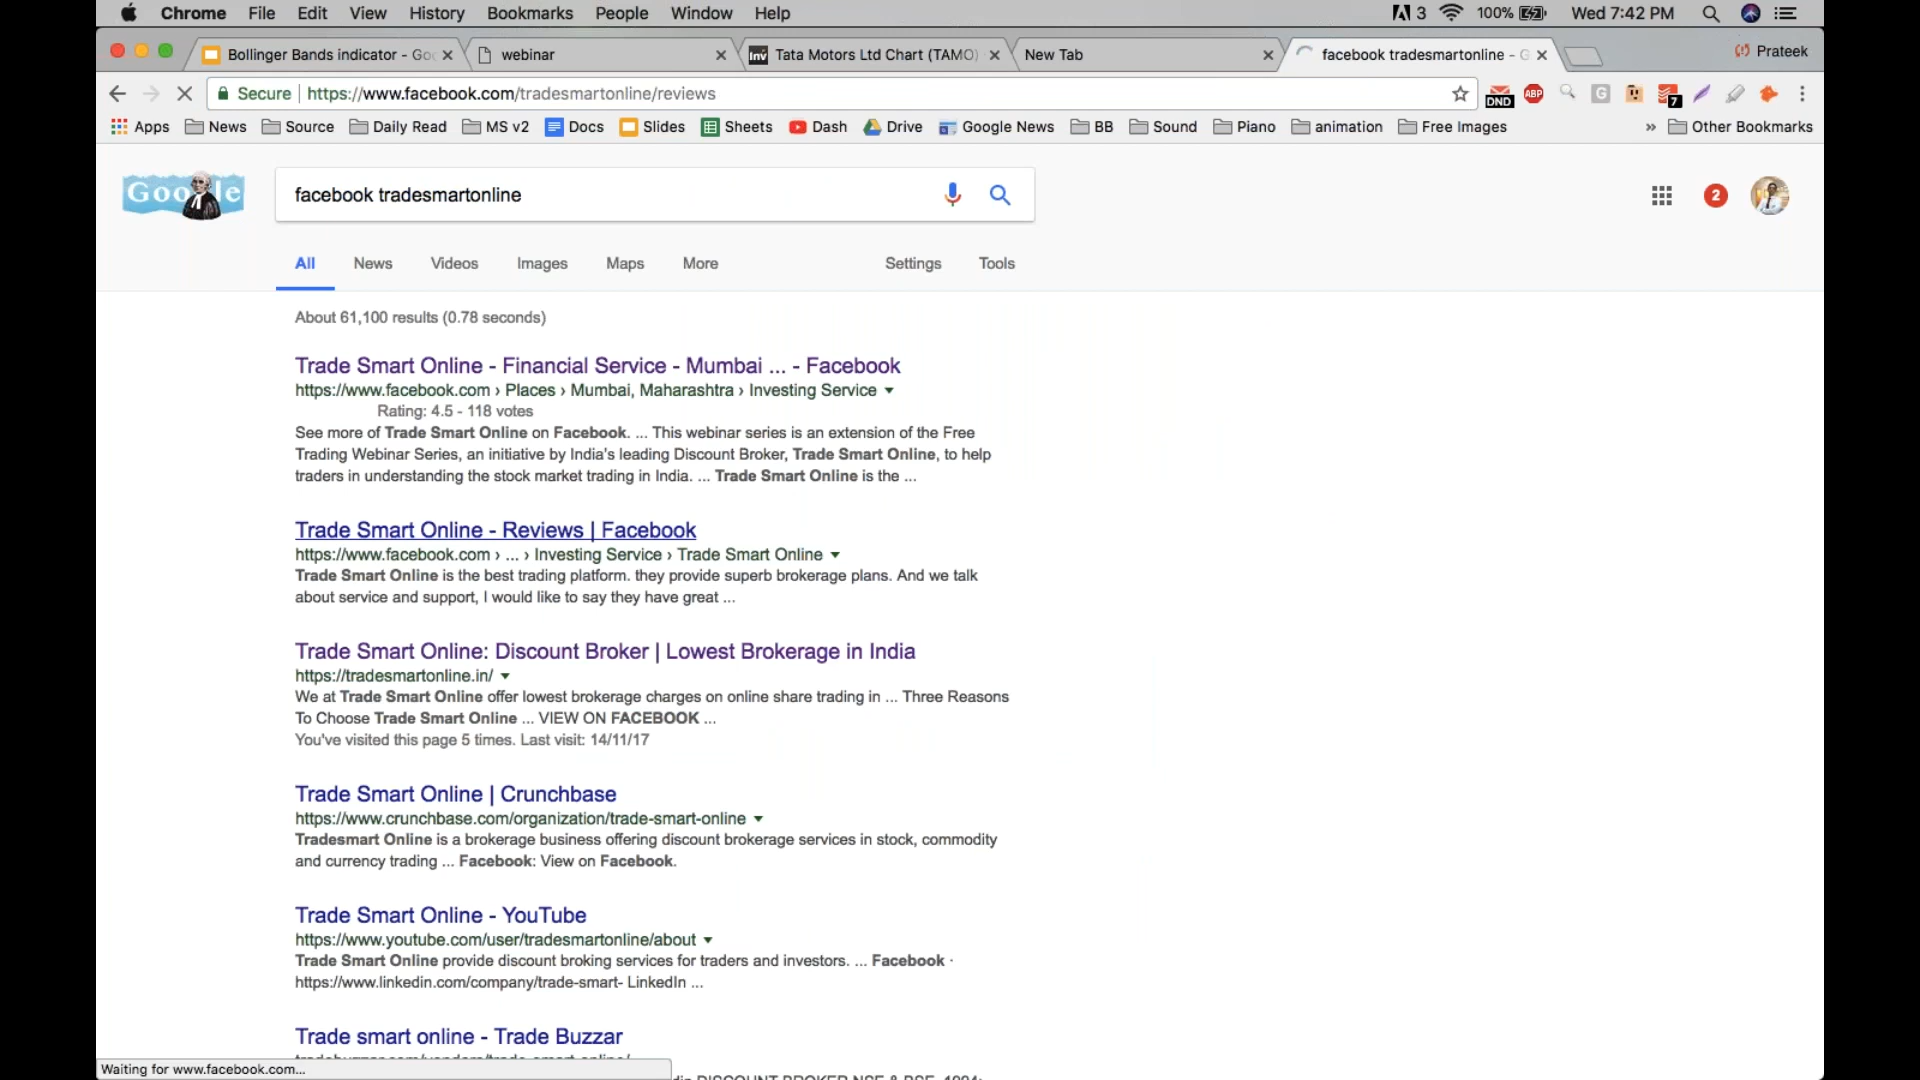 Chrome File Edit View History Bookmarks People Window Help
3 100% Wed 7:42 PM
Bollinger Bands indicator - Goo
webinar
inv Tata Motors Ltd Chart (TAMO)
New Tab
facebook tradesmartonline - G
Prateek
Secure https://www.facebook.com/tradesmartonline/reviews
DND ABP G 7
Apps News Source Daily Read MS v2 Docs Slides Sheets Dash Drive Google News BB Sound Piano animation Free Images » Other Bookmarks
Google
facebook tradesmartonline
2
All News Videos Images Maps More Settings Tools
About 61,100 results (0.78 seconds)
Trade Smart Online - Financial Service - Mumbai ... - Facebook
https://www.facebook.com › Places › Mumbai, Maharashtra › Investing Service
Rating: 4.5 - 118 votes
See more of Trade Smart Online on Facebook. ... This webinar series is an extension of the Free
Trading Webinar Series, an initiative by India's leading Discount Broker, Trade Smart Online, to help
traders in understanding the stock market trading in India. ... Trade Smart Online is the ...
Trade Smart Online - Reviews | Facebook
https://www.facebook.com › ... › Investing Service › Trade Smart Online
Trade Smart Online is the best trading platform. they provide superb brokerage plans. And we talk
about service and support, I would like to say they have great ...
Trade Smart Online: Discount Broker | Lowest Brokerage in India
https://tradesmartonline.in/
We at Trade Smart Online offer lowest brokerage charges on online share trading in ... Three Reasons
To Choose Trade Smart Online ... VIEW ON FACEBOOK ...
You've visited this page 5 times. Last visit: 14/11/17
Trade Smart Online | Crunchbase
https://www.crunchbase.com/organization/trade-smart-online
Tradesmart Online is a brokerage business offering discount brokerage services in stock, commodity
and currency trading ... Facebook: View on Facebook.
Trade Smart Online - YouTube
https://www.youtube.com/user/tradesmartonline/about
Trade Smart Online provide discount broking services for traders and investors. ... Facebook ·
https://www.linkedin.com/company/trade-smart- LinkedIn ...
Trade smart online - Trade Buzzar
Waiting for www.facebook.com...
DISCOUNT BROKER NSE & BSE